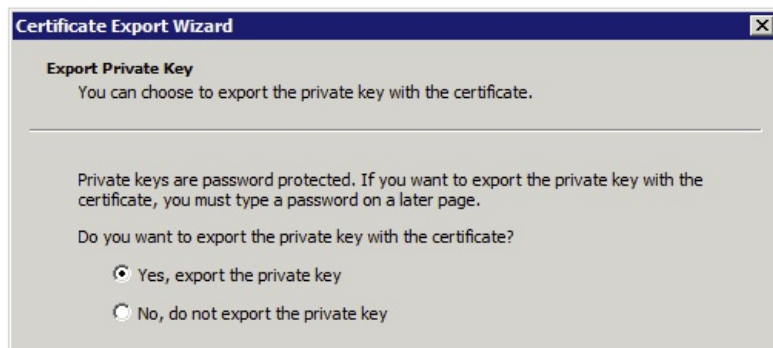 Certificate Export Wizard
Export Private Key
You can choose to export the private key with the certificate.
Private keys are password protected. If you want to export the private key with the
certificate, you must type a password on a later page.
Do you want to export the private key with the certificate?
Yes, export the private key
No, do not export the private key